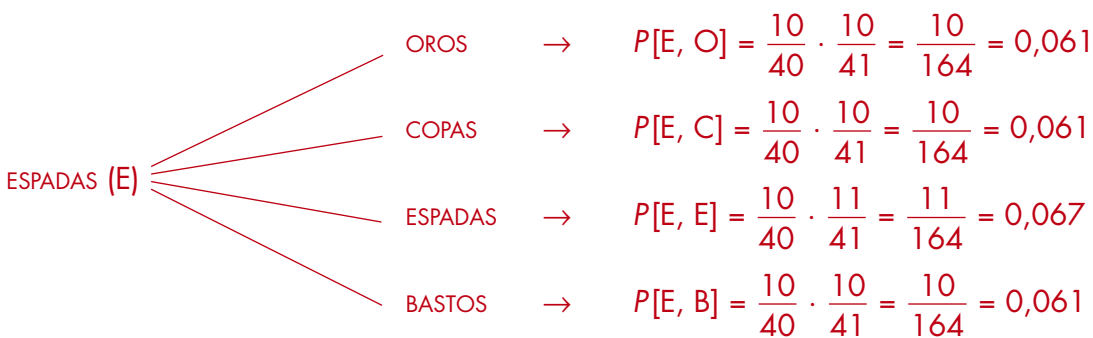 OROS → P[E, O] = 10/40 · 10/41 = 10/164 = 0,061
COPAS → P[E, C] = 10/40 · 10/41 = 10/164 = 0,061
ESPADAS (E)
ESPADAS → P[E, E] = 10/40 · 11/41 = 11/164 = 0,067
BASTOS → P[E, B] = 10/40 · 10/41 = 10/164 = 0,061